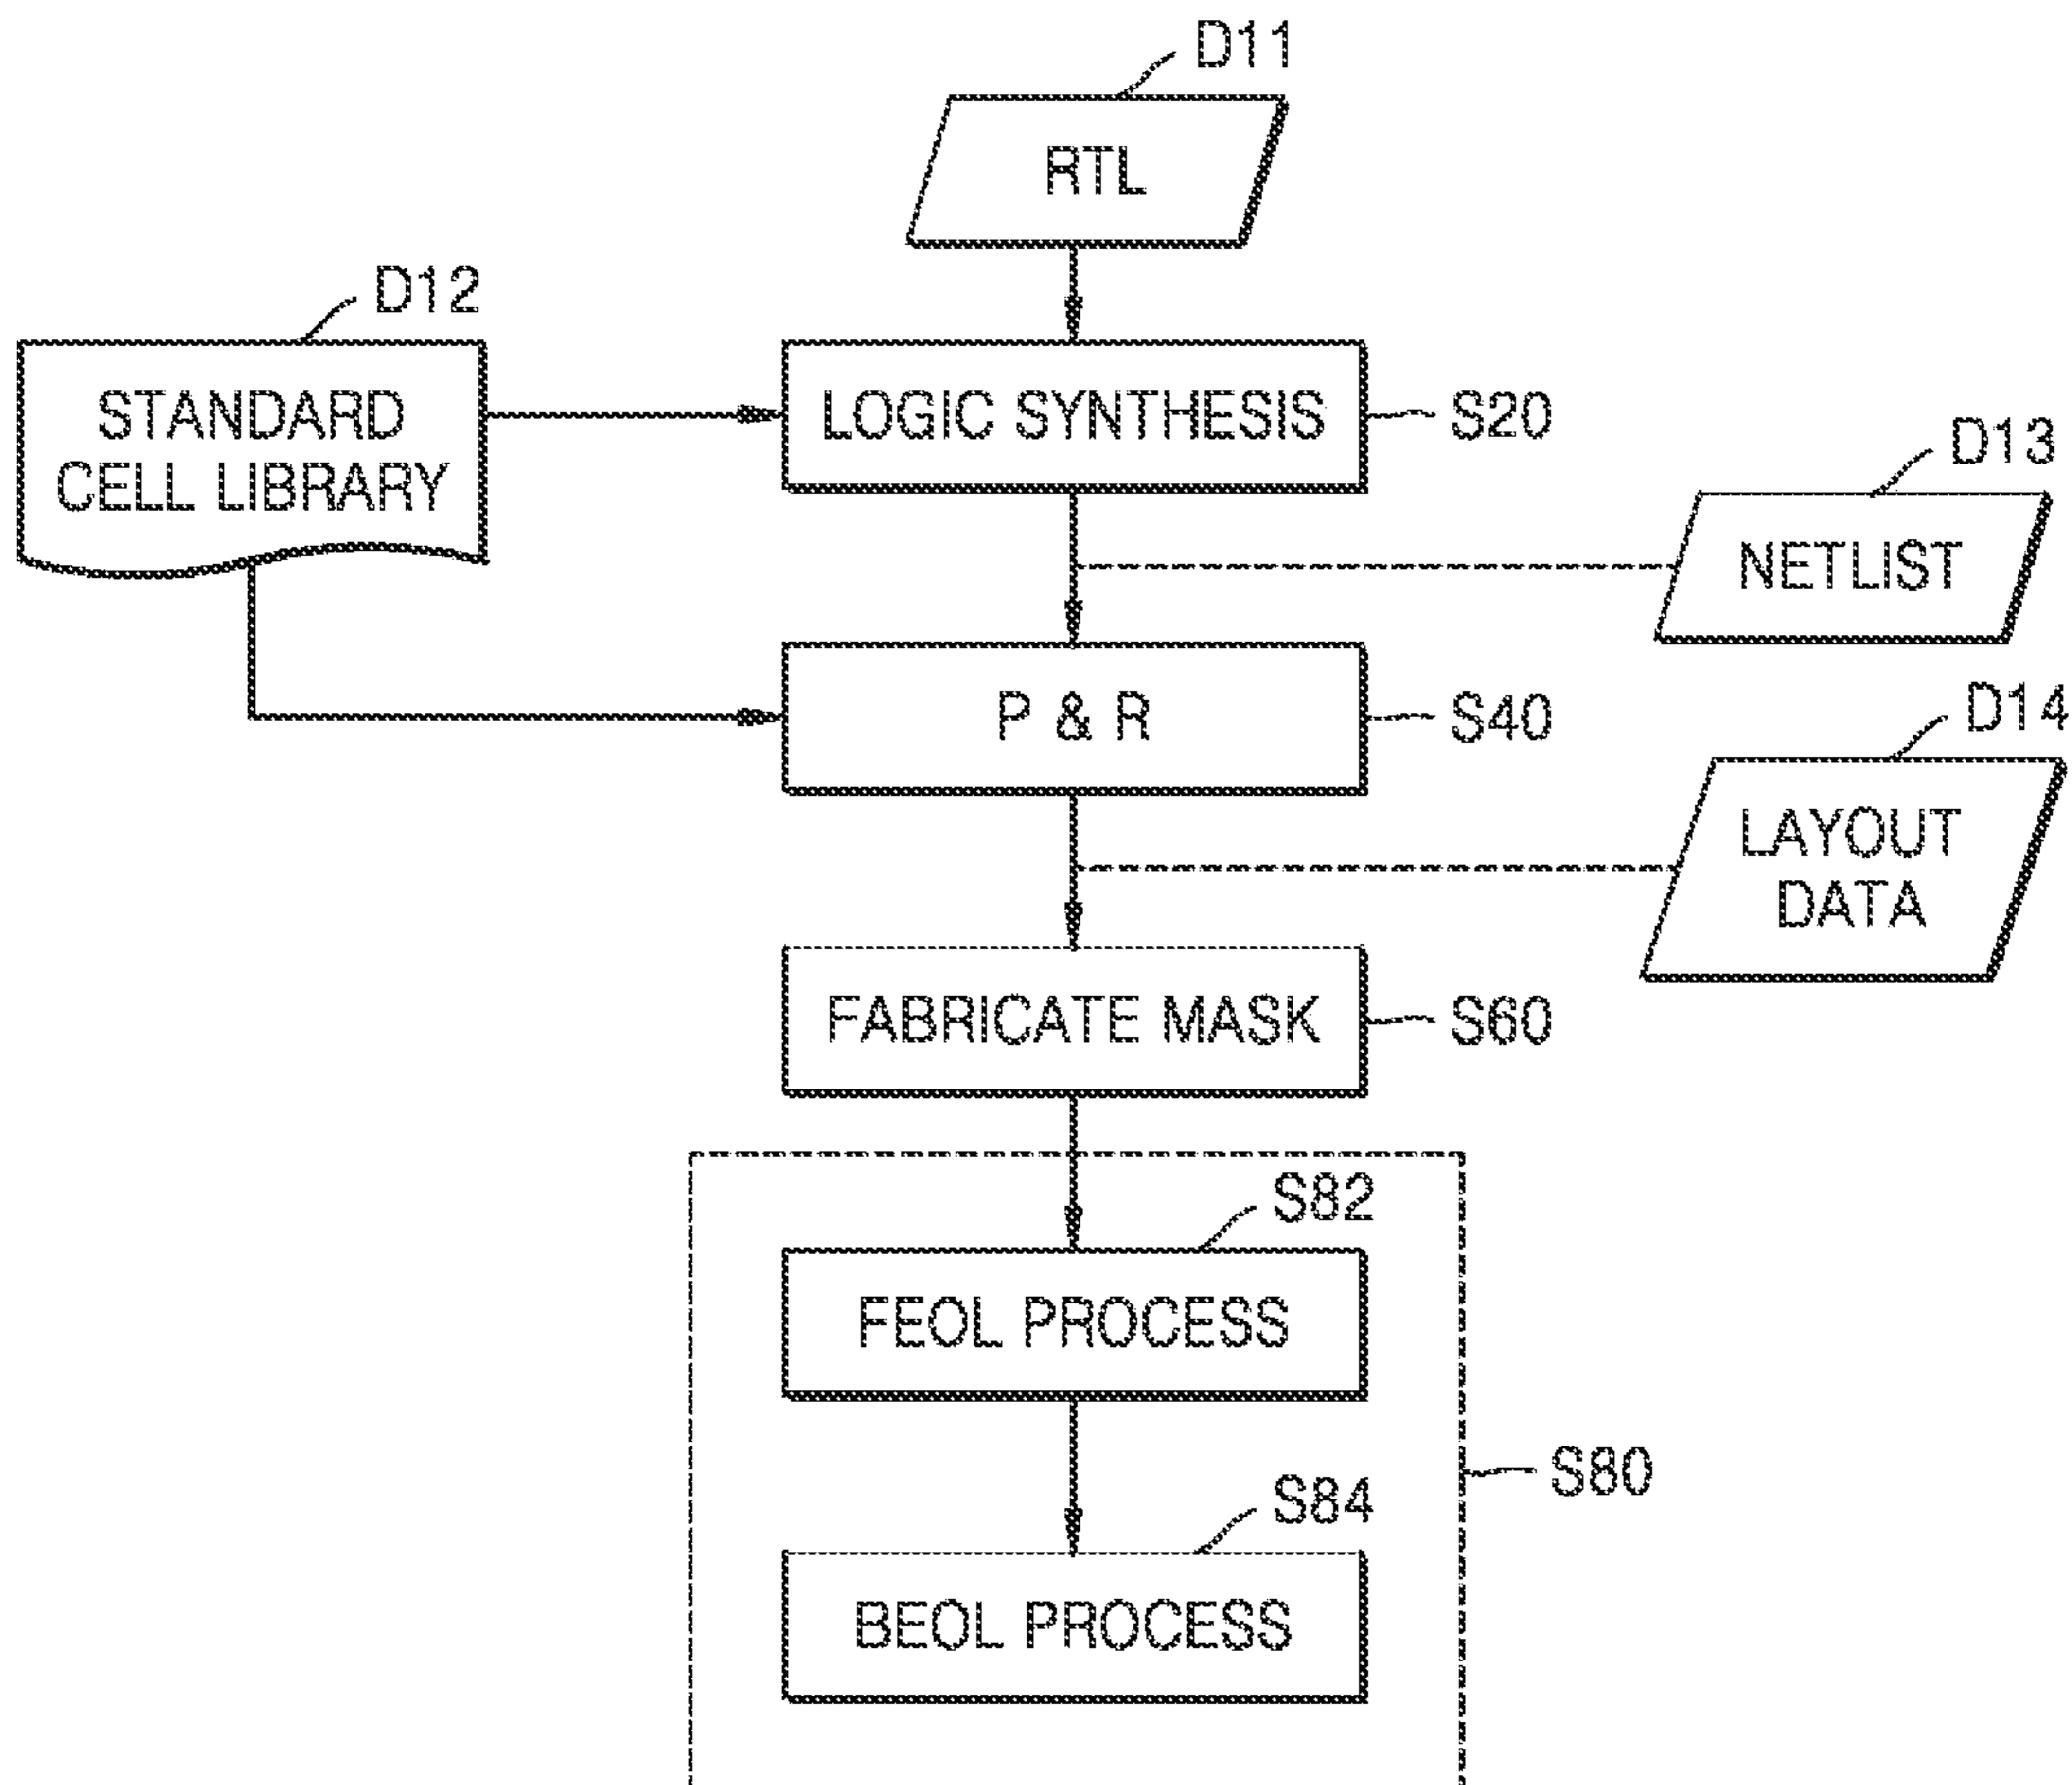 D11
RTL
D12
STANDARD
CELL LIBRARY
LOGIC SYNTHESIS
S20
D13
NETLIST
P & R
S40
D14
LAYOUT
DATA
FABRICATE MASK
S60
S82
FEOL PROCESS
S80
S84
BEOL PROCESS